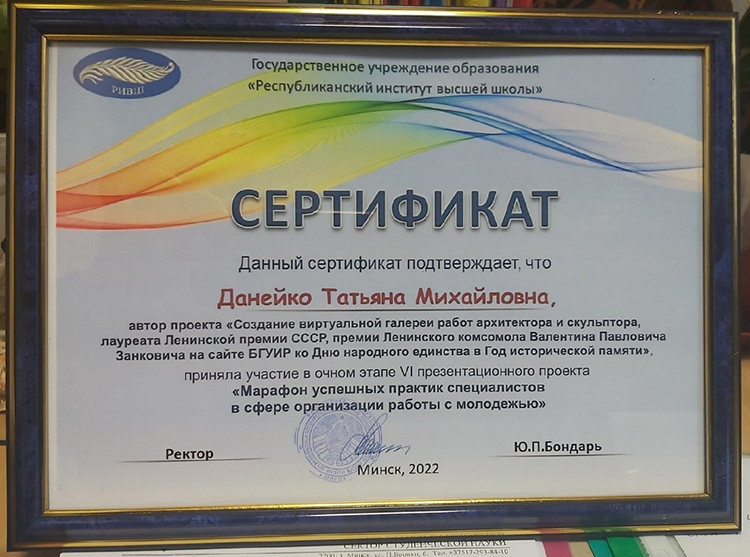 РИВШ
Государственное учреждение образования
«Республиканский институт высшей школы»
СЕРТИФИКАТ
Данный сертификат подтверждает, что
Данейко Татьяна Михайловна,
автор проекта «Создание виртуальной галереи работ архитектора и скульптора,
лауреата Ленинской премии СССР, премии Ленинского комсомола Валентина Павловича
Занковича на сайте БГУИР ко Дню народного единства в Год исторической памяти»,
приняла участие в очном этапе VI презентационного проекта
«Марафон успешных практик специалистов
в сфере организации работы с молодежью»
Ректор
Ю.П.Бондарь
Минск, 2022
СЕКТОР СТУДЕНЧЕСКОЙ НАУКИ